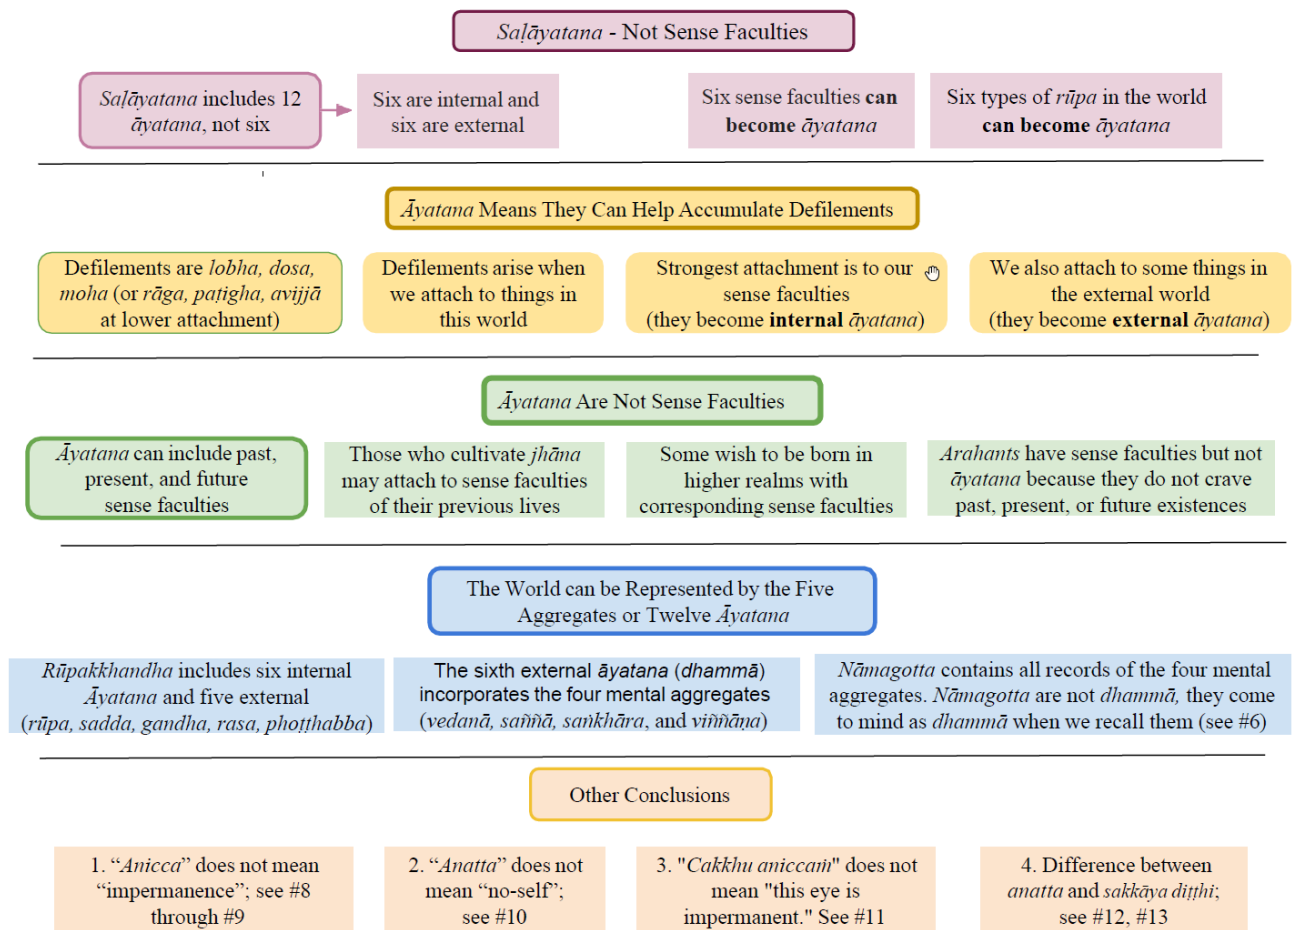 Saḷāyatana - Not Sense Faculties
Saḷāyatana includes 12
āyatana, not six
Six are internal and
six are external
Six sense faculties can
become āyatana
Six types of rūpa in the world
can become āyatana
Āyatana Means They Can Help Accumulate Defilements
Defilements are lobha, dosa,
moha (or rāga, paṭigha, avijjā
at lower attachment)
Defilements arise when
we attach to things in
this world
Strongest attachment is to our
sense faculties
(they become internal āyatana)
We also attach to some things in
the external world
(they become external āyatana)
Āyatana Are Not Sense Faculties
Āyatana can include past,
present, and future
sense faculties
Those who cultivate jhāna
may attach to sense faculties
of their previous lives
Some wish to be born in
higher realms with
corresponding sense faculties
Arahants have sense faculties but not
āyatana because they do not crave
past, present, or future existences
The World can be Represented by the Five
Aggregates or Twelve Āyatana
Rūpakkhandha includes six internal
Āyatana and five external
(rūpa, sadda, gandha, rasa, phoṭṭhabba)
The sixth external āyatana (dhammā)
incorporates the four mental aggregates
(vedanā, saññā, saṅkhāra, and viññāṇa)
Nāmagotta contains all records of the four mental
aggregates. Nāmagotta are not dhammā, they come
to mind as dhammā when we recall them (see #6)
Other Conclusions
1. “Anicca” does not mean
“impermanence”; see #8
through #9
2. “Anatta” does not
mean “no-self”;
see #10
3. "Cakkhu aniccaṁ" does not
mean "this eye is
impermanent." See #11
4. Difference between
anatta and sakkāya diṭṭhi;
see #12, #13